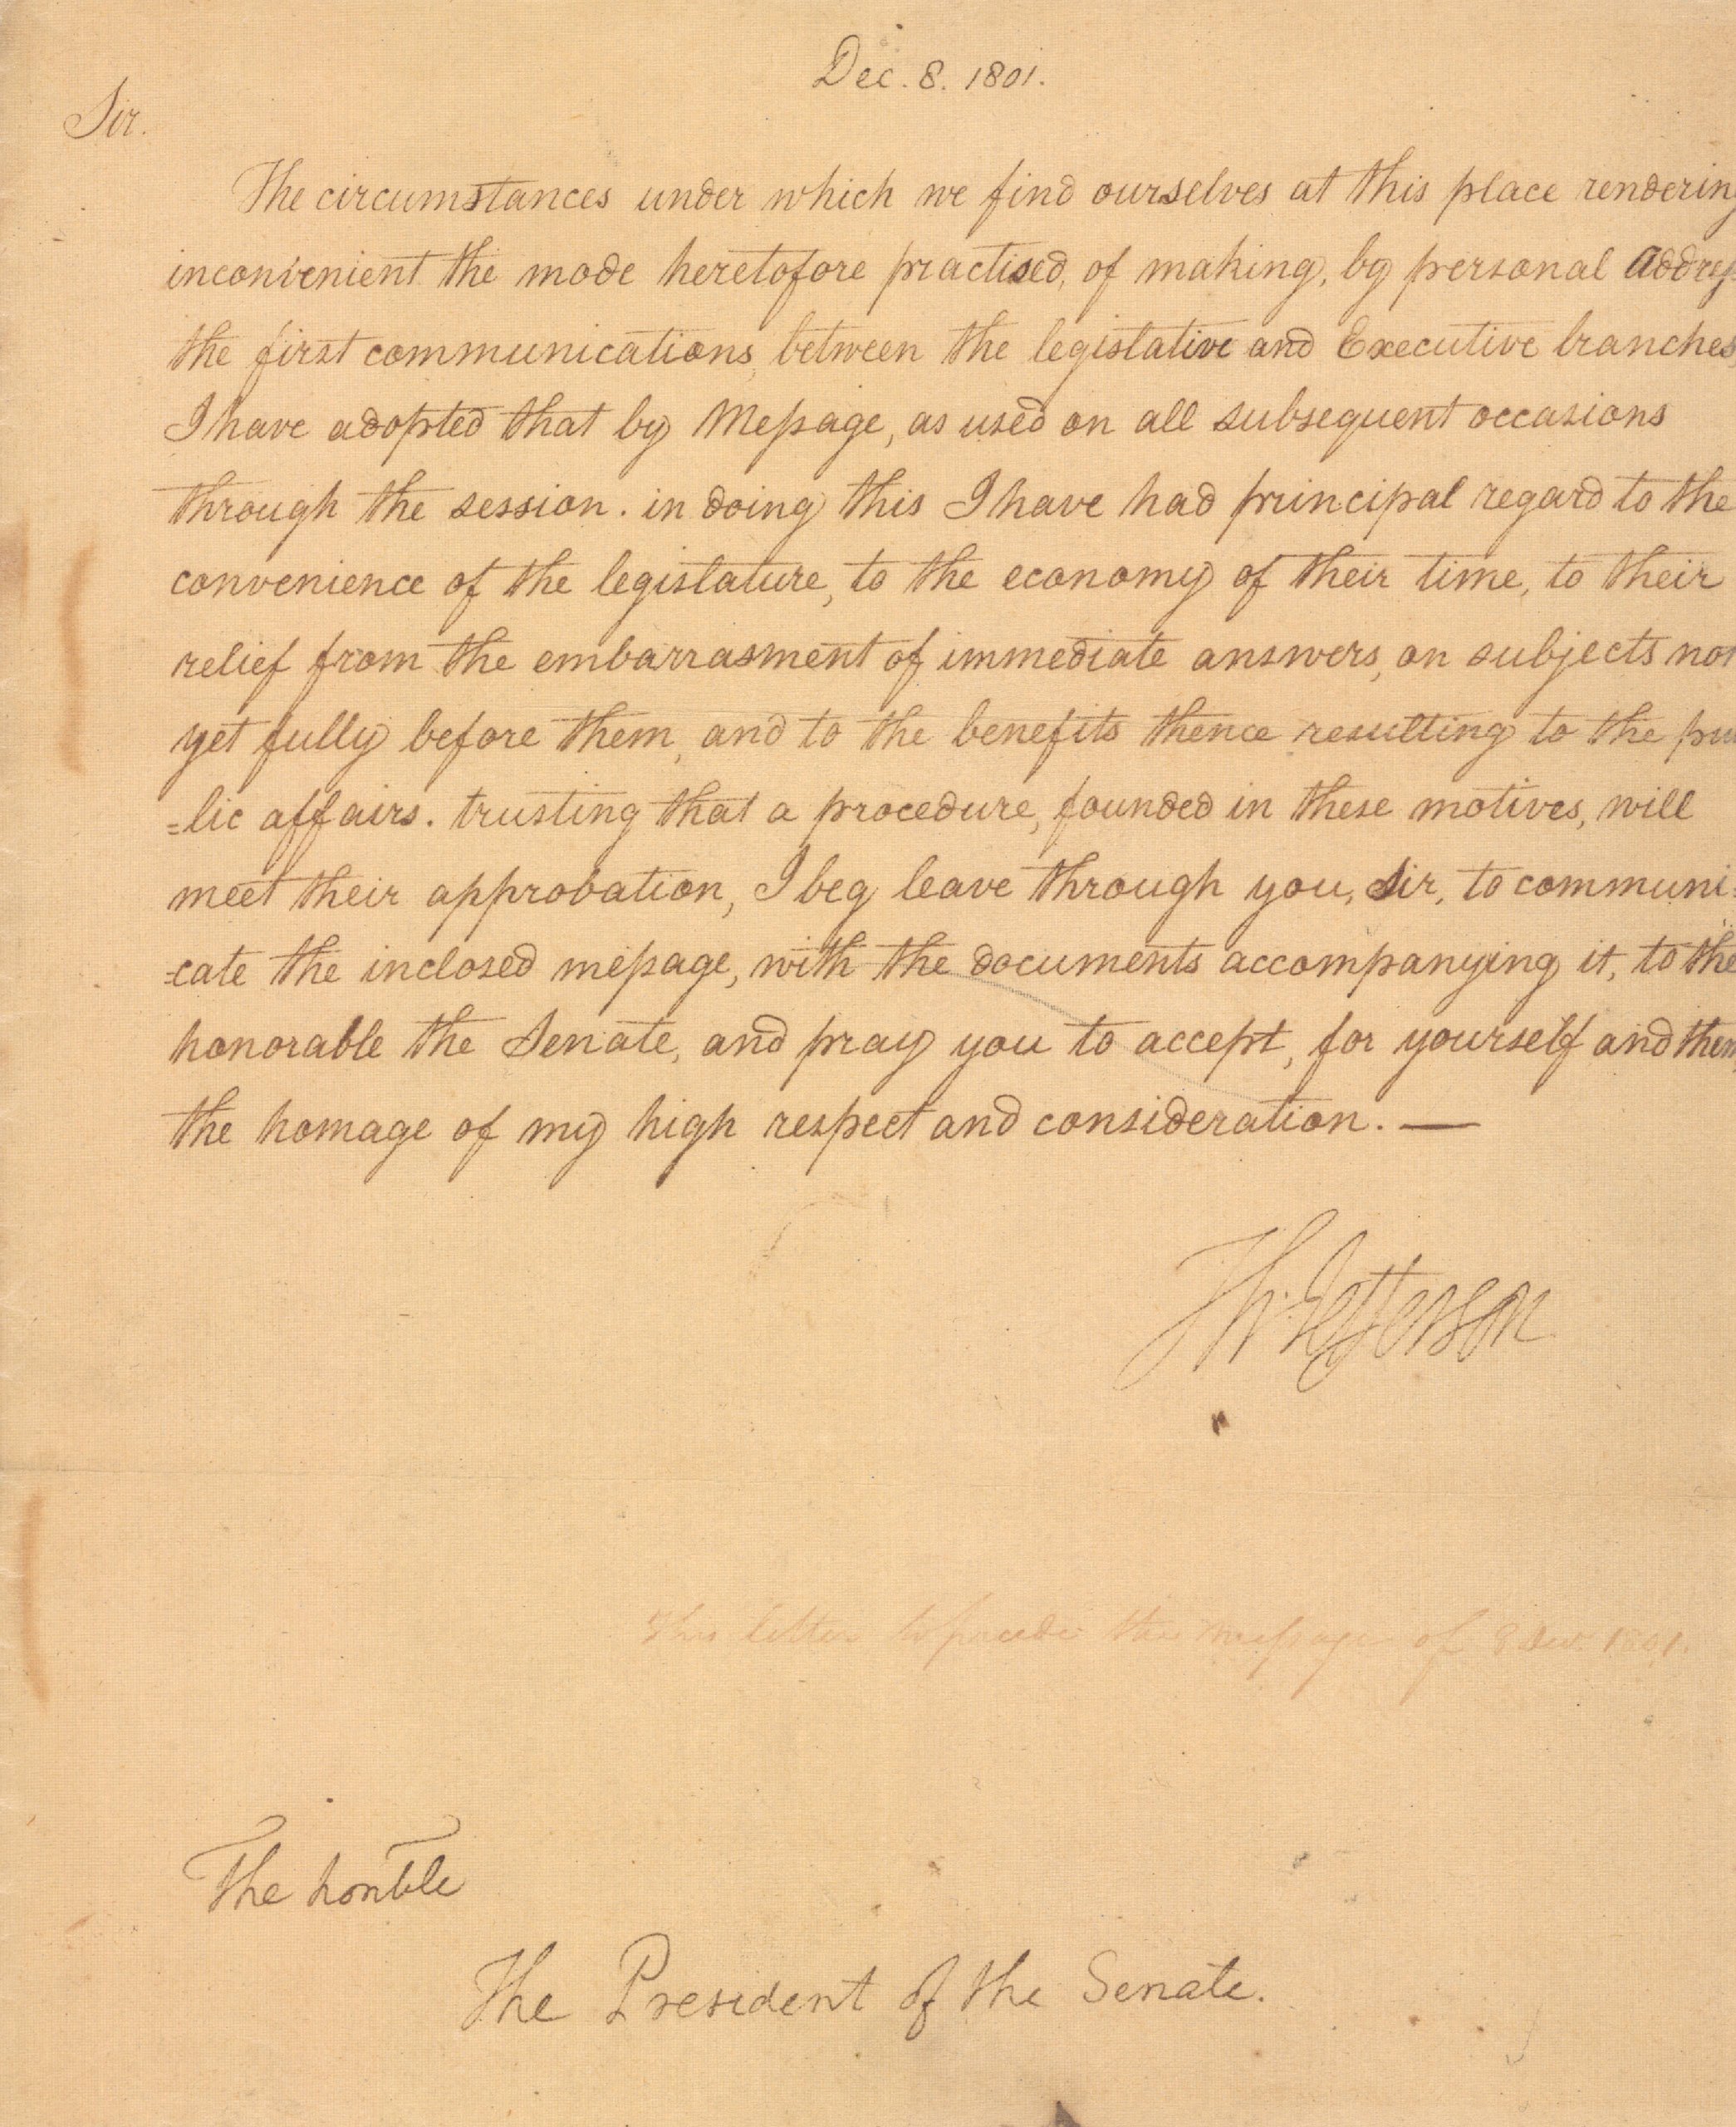 Dec. 8. 1801.
Sir.
The circumstances under which we find ourselves at this place rendering
inconvenient the mode heretofore practised, of making, by personal address
the first communications, between the legislative and Executive branches,
I have adopted that by Message, as used on all subsequent occasions
through the session. in doing this I have had principal regard to the
convenience of the legislature, to the economy of their time, to their
relief from the embarrasment of immediate answers, on subjects not
yet fully before them, and to the benefits thence resulting to the pu
=lic affairs. trusting that a procedure, founded in these motives, will
meet their approbation, I beg leave through you, Sir, to communi=
=cate the inclosed message, with the documents accompanying it, to the
honorable the Senate, and pray you to accept, for yourself and them,
the homage of my high respect and consideration. —
Th: Jefferson
This letter to precede the message of 8 Dec. 1801.
The honble
The President of the Senate.